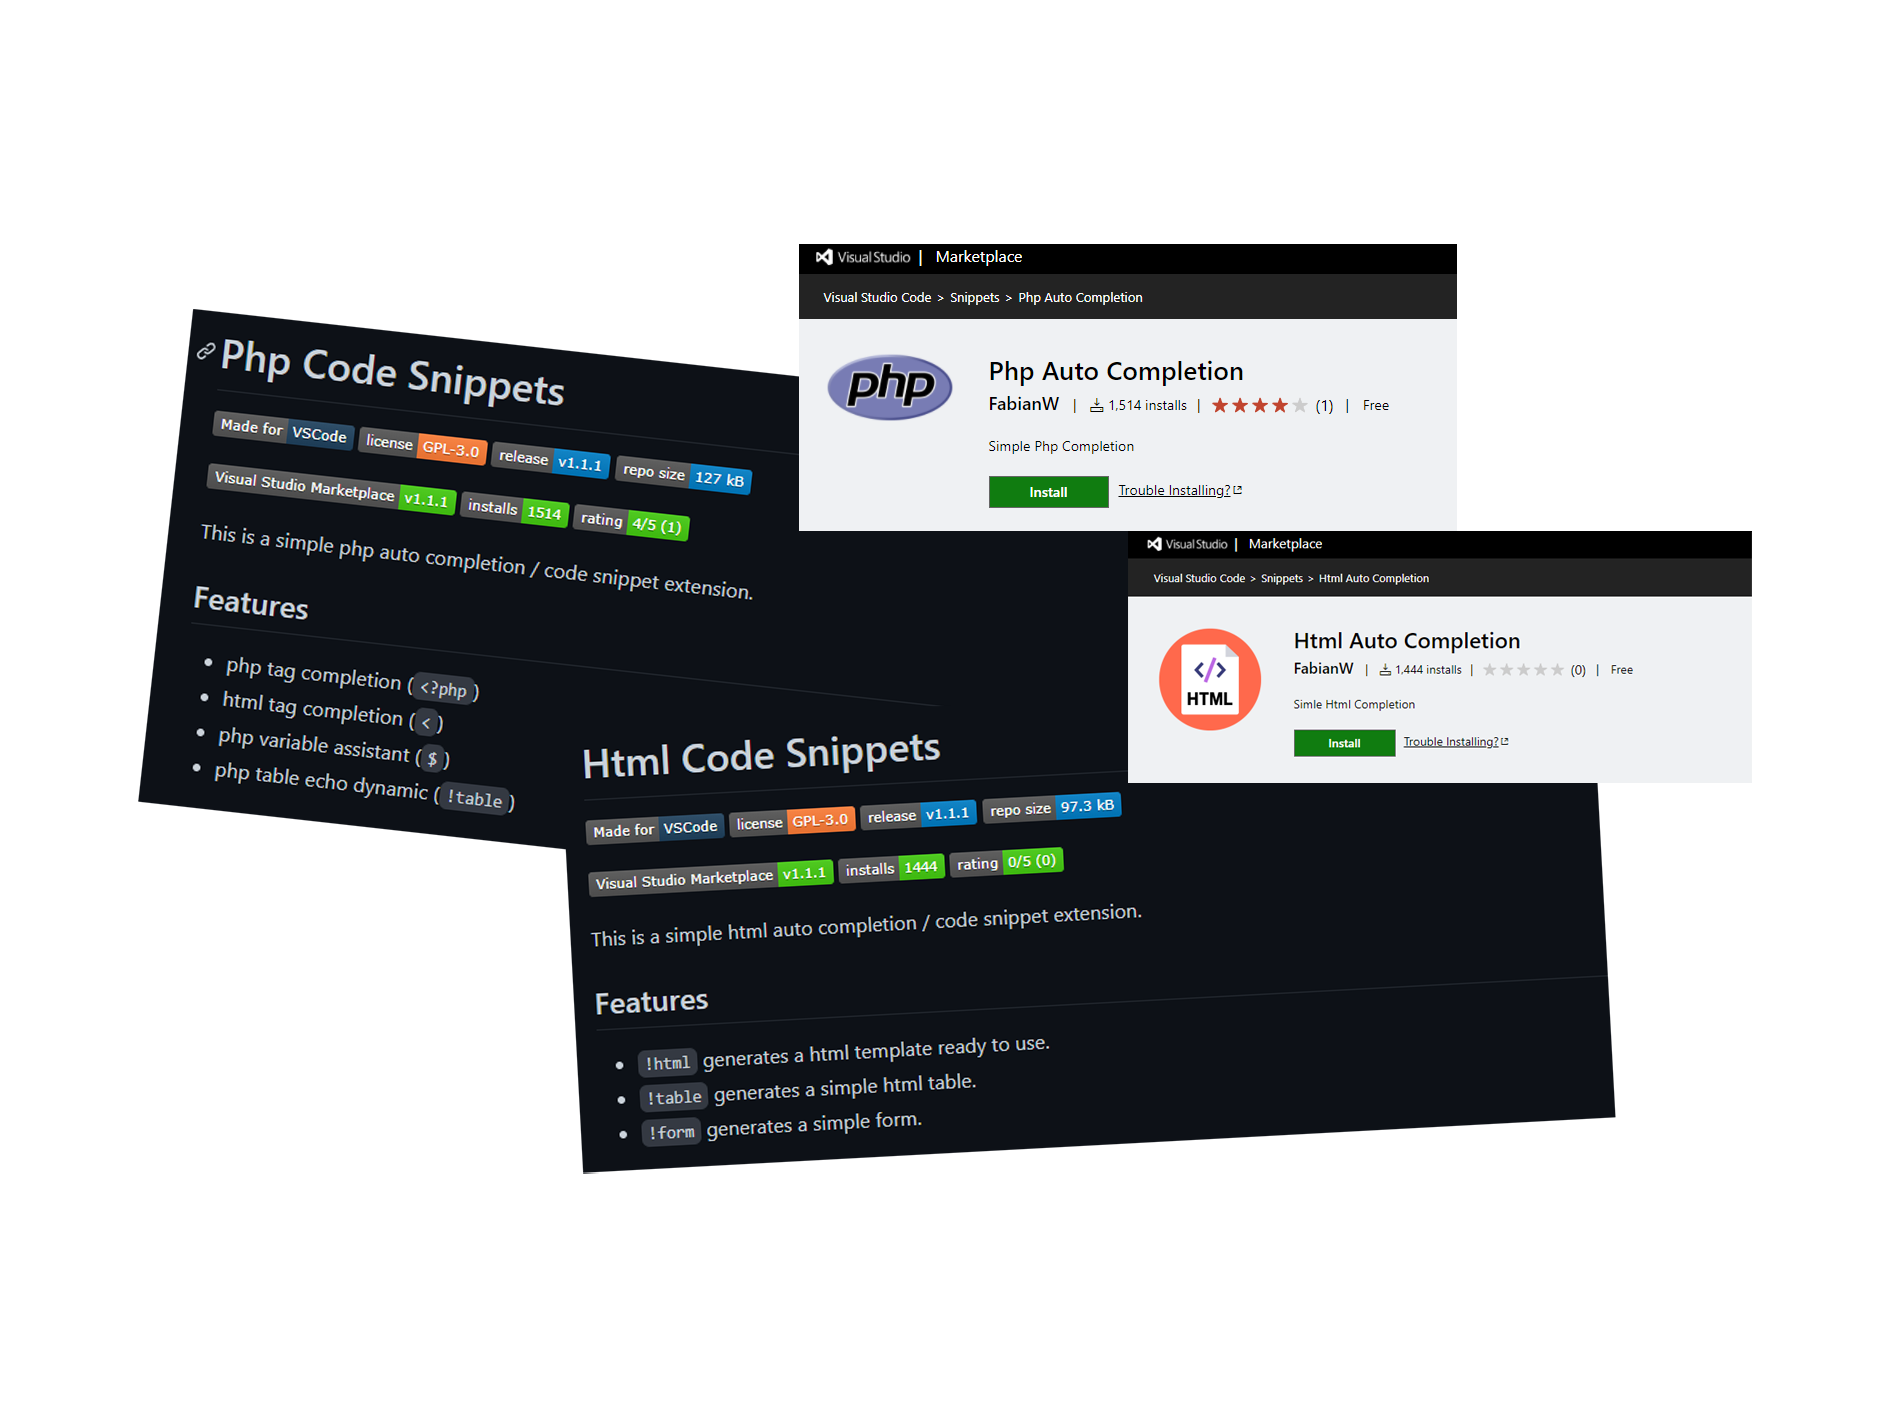 Visual Studio | Marketplace
Visual Studio Code > Snippets > Php Auto Completion
php
Php Auto Completion
FabianW | 1,514 installs | (1) | Free
Simple Php Completion
Install Trouble Installing?
Php Code Snippets
Made for VSCode license GPL-3.0 release v1.1.1 repo size 127 kB
Visual Studio Marketplace v1.1.1 installs 1514 rating 4/5 (1)
This is a simple php auto completion / code snippet extension.
Features
• php tag completion (<?php)
• html tag completion (<)
• php variable assistant ($)
• php table echo dynamic (!table)
Visual Studio | Marketplace
Visual Studio Code > Snippets > Html Auto Completion
</>
HTML
Html Auto Completion
FabianW | 1,444 installs | (0) | Free
Simle Html Completion
Install Trouble Installing?
Html Code Snippets
Made for VSCode license GPL-3.0 release v1.1.1 repo size 97.3 kB
Visual Studio Marketplace v1.1.1 installs 1444 rating 0/5 (0)
This is a simple html auto completion / code snippet extension.
Features
• !html generates a html template ready to use.
• !table generates a simple html table.
• !form generates a simple form.